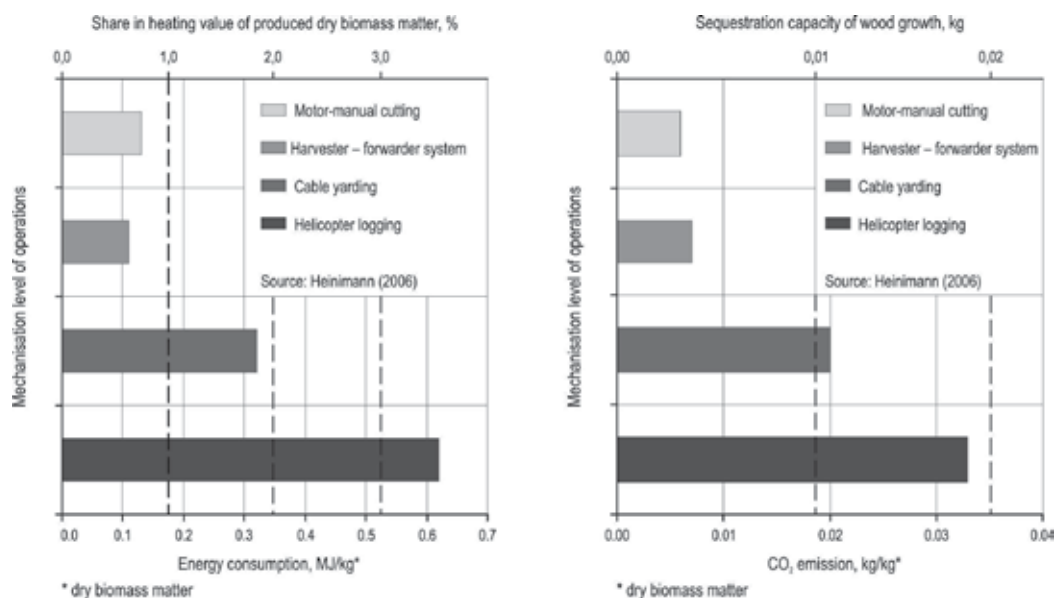 Share in heating value of produced dry biomass matter, %
0,0 1,0 2,0 3,0
Mechanisation level of operations
Motor-manual cutting
Harvester – forwarder system
Cable yarding
Helicopter logging
Source: Heinimann (2006)
0.0 0.1 0.2 0.3 0.4 0.5 0.6 0.7
Energy consumption, MJ/kg*
* dry biomass matter
Sequestration capacity of wood growth, kg
0,00 0,01 0,02
Mechanisation level of operations
Motor-manual cutting
Harvester – forwarder system
Cable yarding
Helicopter logging
Source: Heinimann (2006)
0.00 0.01 0.02 0.03 0.04
CO₂ emission, kg/kg*
* dry biomass matter